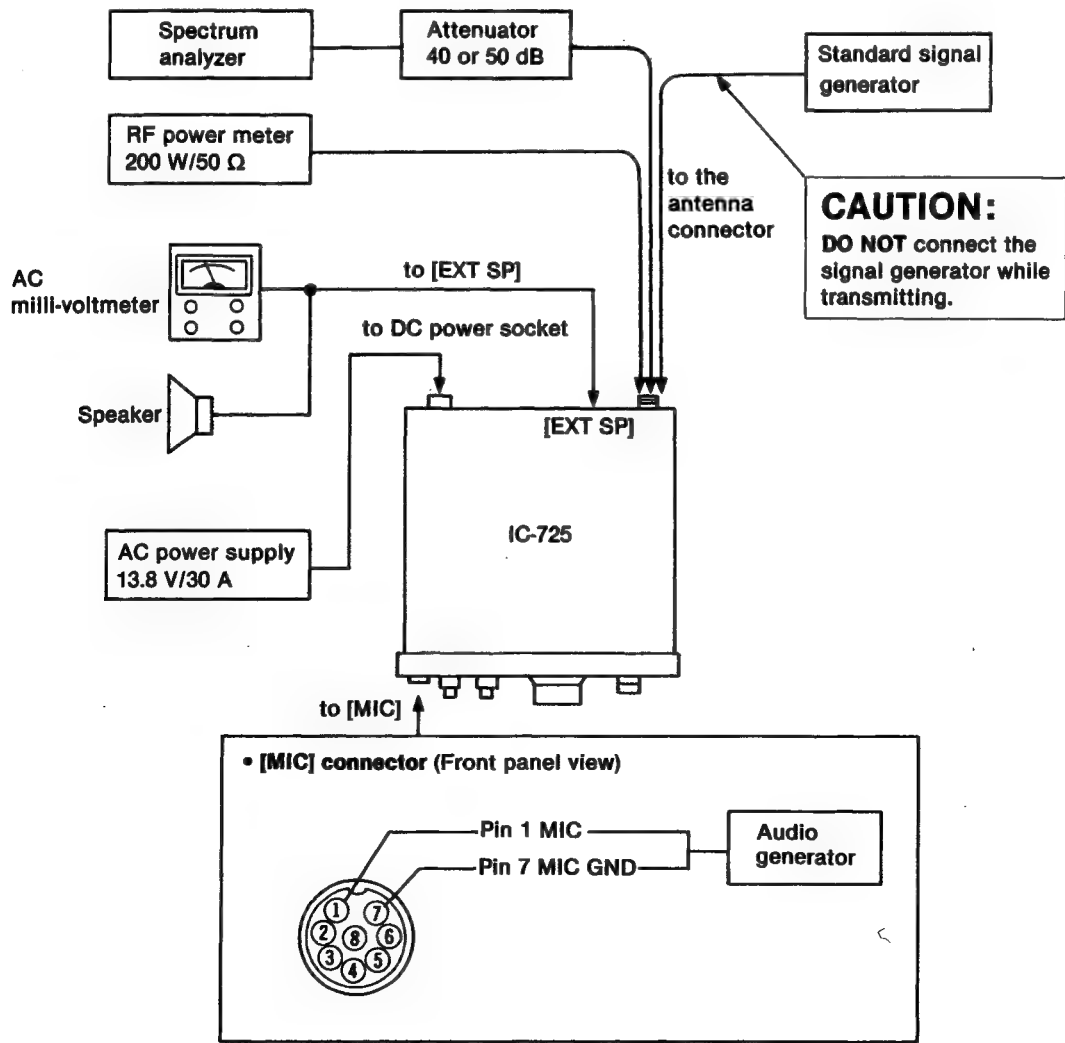 Spectrum
analyzer
Attenuator
40 or 50 dB
Standard signal
generator
RF power meter
200 W/50 Ω
to the
antenna
connector
CAUTION:
DO NOT connect the
signal generator while
transmitting.
AC
milli-voltmeter
to [EXT SP]
to DC power socket
Speaker
[EXT SP]
IC-725
AC power supply
13.8 V/30 A
to [MIC]
• [MIC] connector (Front panel view)
Pin 1 MIC
Pin 7 MIC GND
Audio
generator
1
7
2
8
6
3
5
4